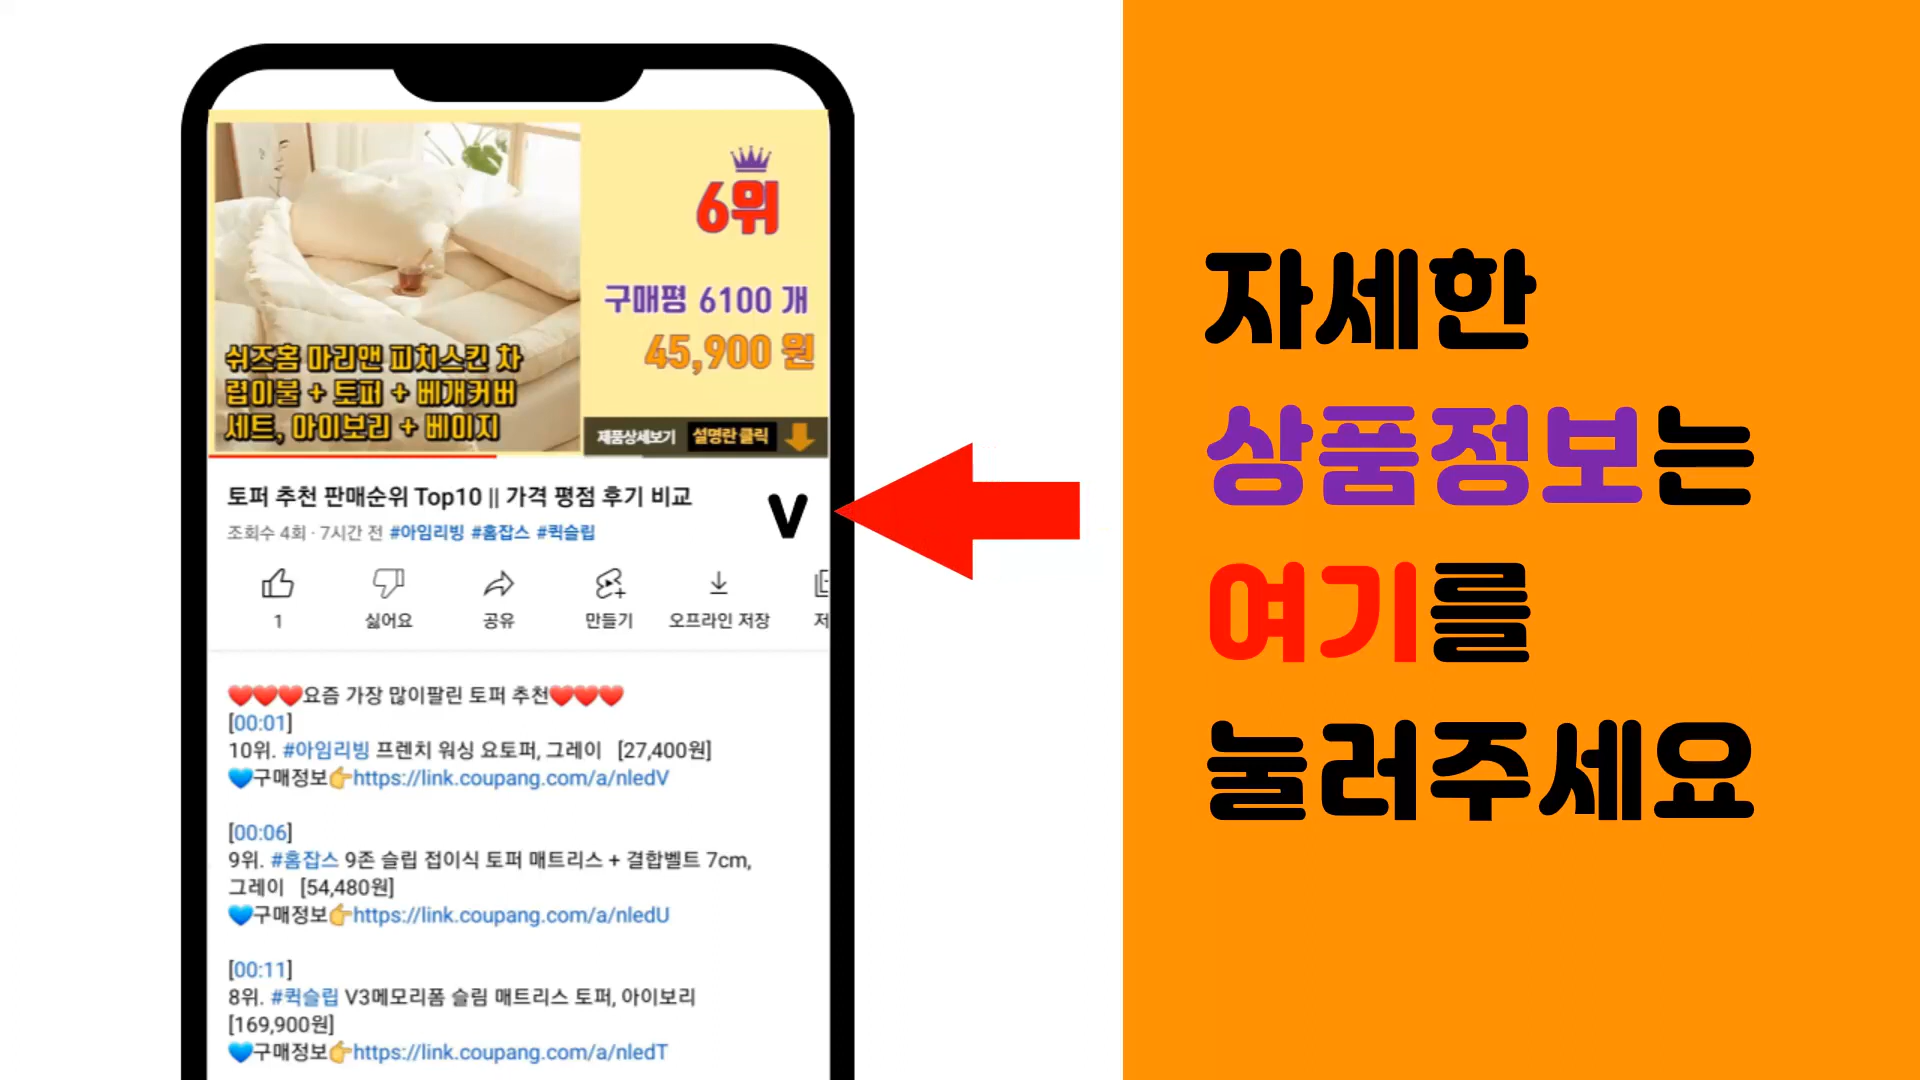 6위
구매평 6100 개
45,900 원
쉬즈홈 마리앤 피치스킨 차
렵이불 + 토퍼 + 베개커버
세트, 아이보리 + 베이지
제품상세보기 설명란 클릭
토퍼 추천 판매순위 Top10 || 가격 평점 후기 비교
V
조회수 4회 · 7시간 전 #아임리빙 #홈잡스 #퀵슬립
1 싫어요 공유 만들기 오프라인 저장 저
❤️❤️❤️요즘 가장 많이팔린 토퍼 추천❤️❤️❤️
[00:01]
10위. #아임리빙 프렌치 워싱 요토퍼, 그레이 [27,400원]
💙구매정보👉https://link.coupang.com/a/nledV
[00:06]
9위. #홈잡스 9존 슬립 접이식 토퍼 매트리스 + 결합벨트 7cm,
그레이 [54,480원]
💙구매정보👉https://link.coupang.com/a/nledU
[00:11]
8위. #퀵슬립 V3메모리폼 슬림 매트리스 토퍼, 아이보리
[169,900원]
💙구매정보👉https://link.coupang.com/a/nledT
자세한
상품정보는
여기를
눌러주세요